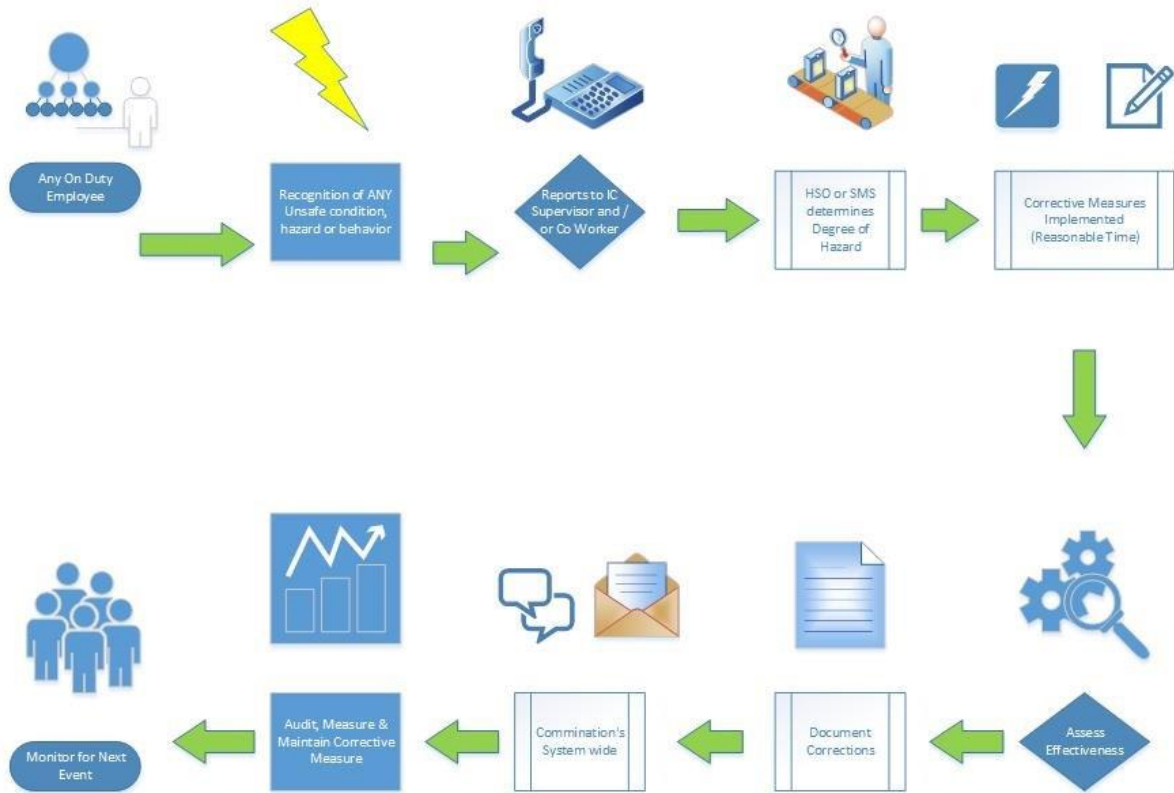 Any On Duty
Employee
Recognition of ANY
Unsafe condition,
hazard or behavior
Reports to IC
Supervisor and /
or Co Worker
HSO or SMS
determines
Degree of
Hazard
Corrective Measures
Implemented
(Reasonable Time)
Monitor for Next
Event
Audit, Measure &
Maintain Corrective
Measure
Commination's
System wide
Document
Corrections
Assess
Effectiveness